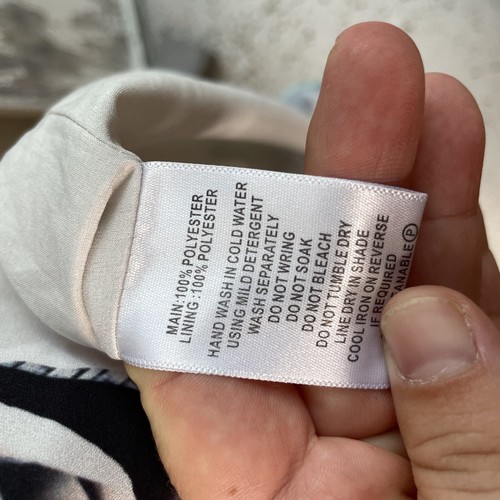 MAIN:100% POLYESTER
LINING :100% POLYESTER
HAND WASH IN COLD WATER
USING MILD DETERGENT
WASH SEPARATELY
DO NOT WRING
DO NOT SOAK
DO NOT BLEACH
DO NOT TUMBLE DRY
LINE DRY IN SHADE
COOL IRON ON REVERSE
IF REQUIRED
ANABLE Ⓟ